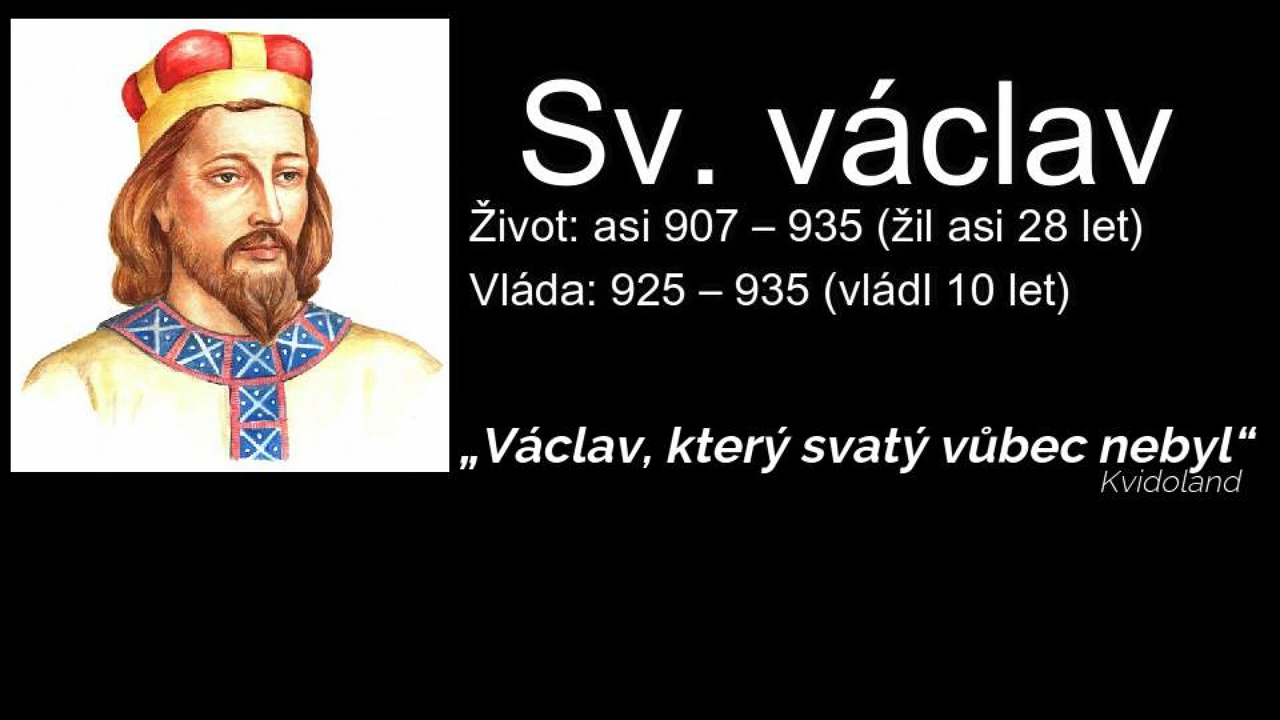 Sv. václav
Život: asi 907 – 935 (žil asi 28 let)
Vláda: 925 – 935 (vládl 10 let)
„Václav, který svatý vůbec nebyl“
Kvidoland